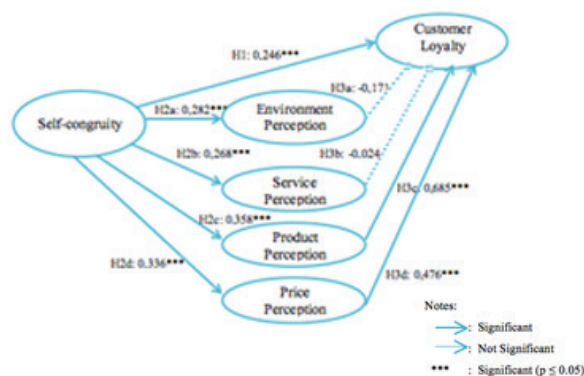 Customer
Loyalty
H1: 0,246***
H3a: -0,171
H2a: 0,282***
Environment
Perception
Self-congruity
H2b: 0,268***
H3b: -0,024
Service
Perception
H3c: 0,685***
H2c: 0,358***
Product
Perception
H2d: 0,336***
H3d: 0,476***
Price
Perception
Notes:
: Significant
: Not Significant
*** : Significant (p ≤ 0.05)